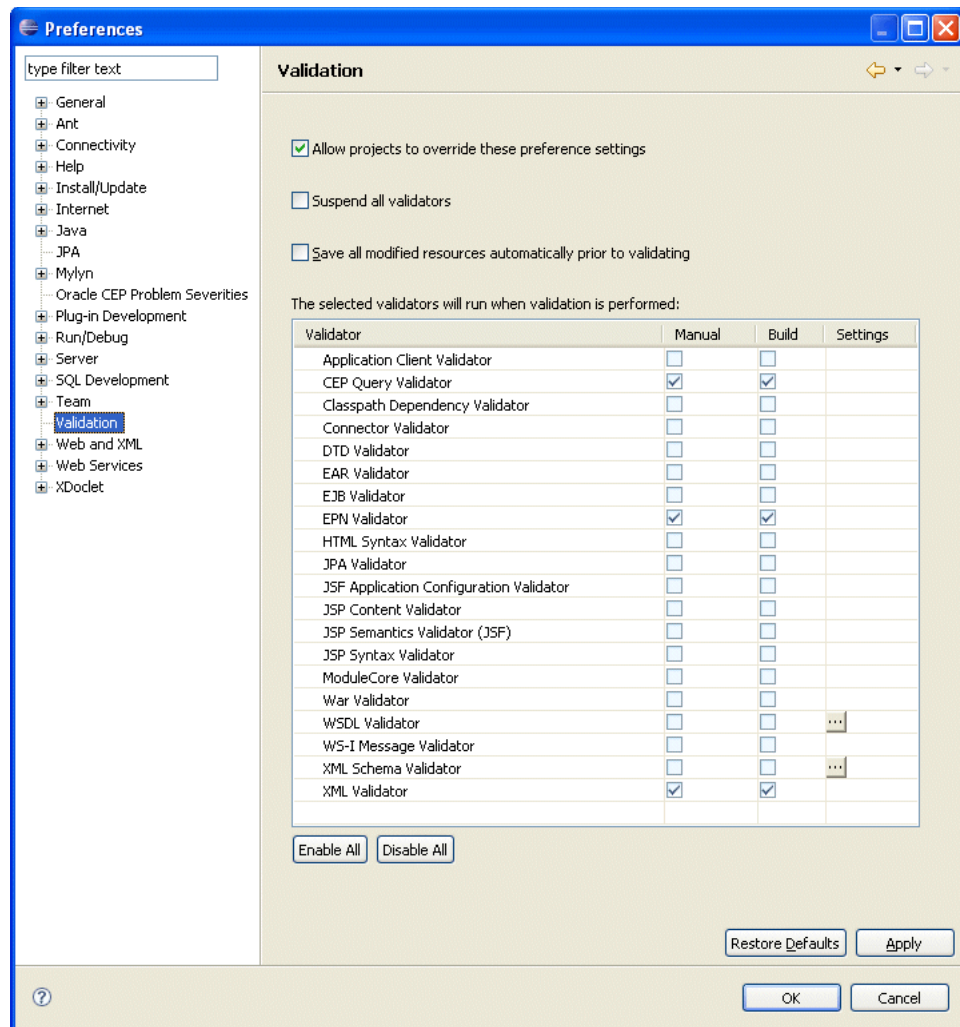 Preferences
type filter text
Validation
General
Ant
Connectivity
Help
Install/Update
Internet
Java
JPA
Mylyn
Oracle CEP Problem Severities
Plug-in Development
Run/Debug
Server
SQL Development
Team
Validation
Web and XML
Web Services
XDoclet
Allow projects to override these preference settings
Suspend all validators
Save all modified resources automatically prior to validating
The selected validators will run when validation is performed:
Validator Manual Build Settings
Application Client Validator
CEP Query Validator
Classpath Dependency Validator
Connector Validator
DTD Validator
EAR Validator
EJB Validator
EPN Validator
HTML Syntax Validator
JPA Validator
JSF Application Configuration Validator
JSP Content Validator
JSP Semantics Validator (JSF)
JSP Syntax Validator
ModuleCore Validator
War Validator
WSDL Validator ...
WS-I Message Validator
XML Schema Validator ...
XML Validator
Enable All Disable All
Restore Defaults Apply
? OK Cancel